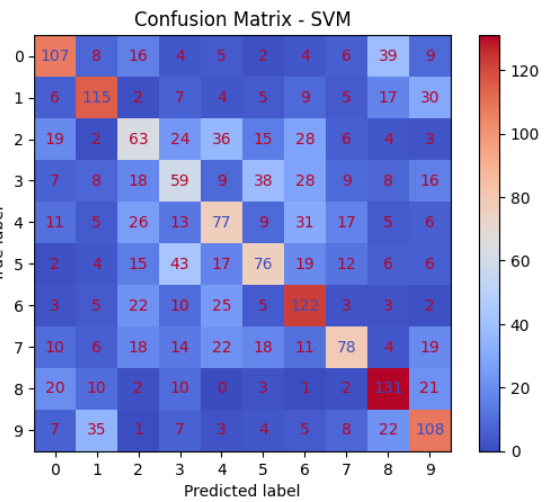 Confusion Matrix - SVM
0 107 8 16 4 5 2 4 6 39 9
1 6 115 2 7 4 5 9 5 17 30
2 19 2 63 24 36 15 28 6 4 3
3 7 8 18 59 9 38 28 9 8 16
4 11 5 26 13 77 9 31 17 5 6
5 2 4 15 43 17 76 19 12 6 6
6 3 5 22 10 25 5 122 3 3 2
7 10 6 18 14 22 18 11 78 4 19
8 20 10 2 10 0 3 1 2 131 21
9 7 35 1 7 3 4 5 8 22 108
0 1 2 3 4 5 6 7 8 9
Predicted label
True label
120
100
80
60
40
20
0